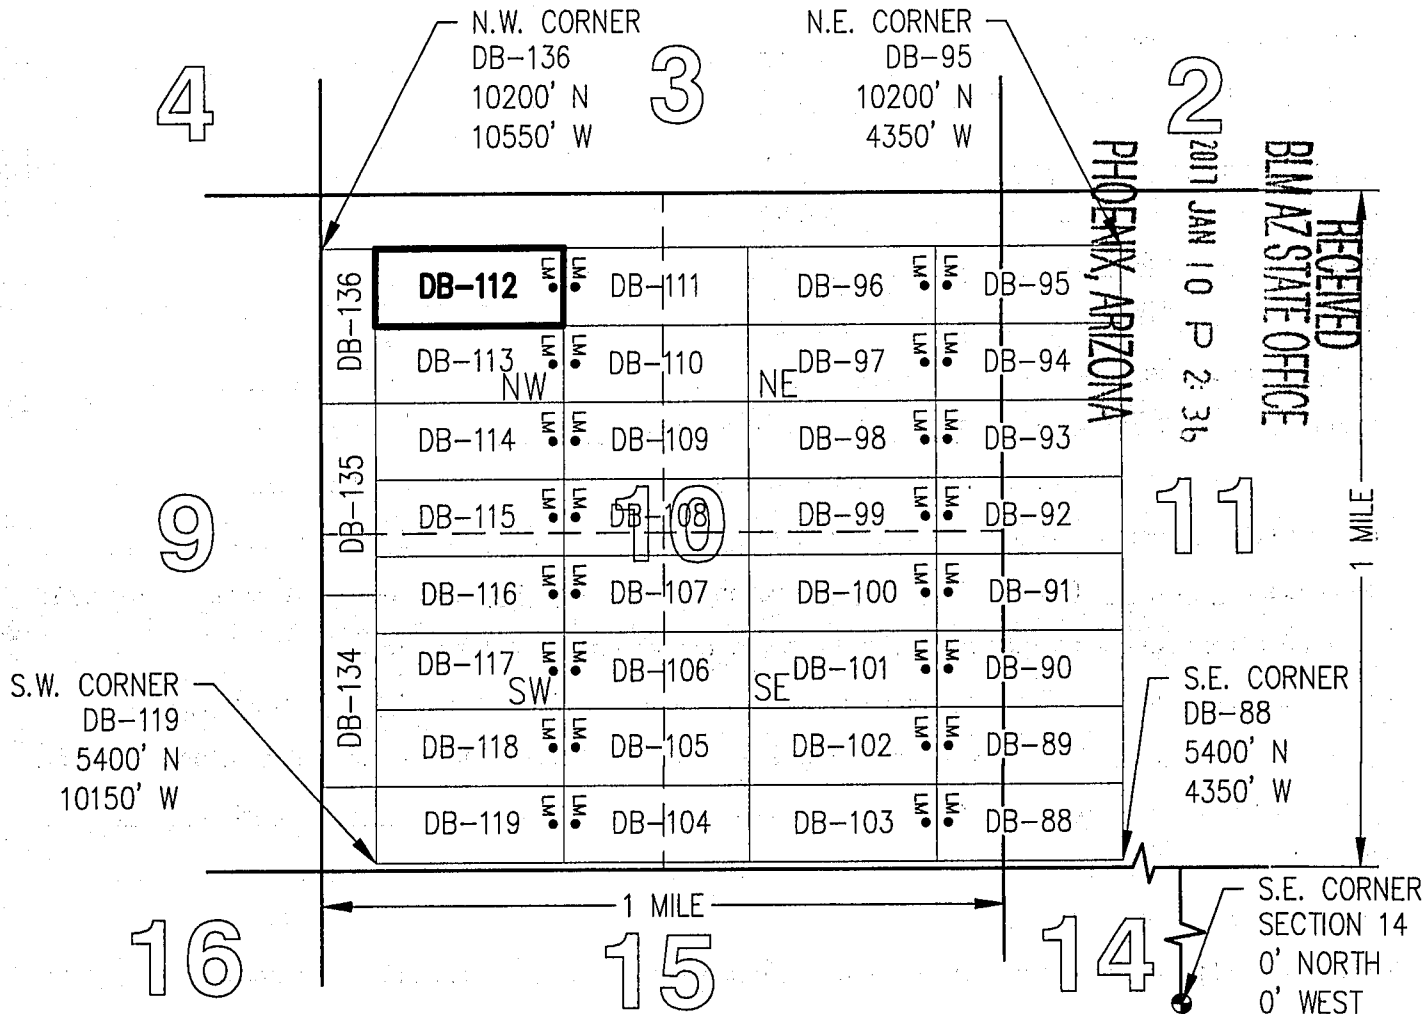 N.W. CORNER
DB-136
10200' N
10550' W
N.E. CORNER
DB-95
10200' N
4350' W
4
3
2
RECEIVED
BLM AZ STATE OFFICE
2017 JAN 10 P 2:36
PHOENIX, ARIZONA
DB-136
DB-112 LM LM DB-111 DB-96 LM LM DB-95
DB-113 LM LM DB-110 DB-97 LM LM DB-94
NW NE
DB-114 LM LM DB-109 DB-98 LM LM DB-93
DB-135
9
10
11
DB-115 LM LM DB-108 DB-99 LM LM DB-92
1 MILE
DB-116 LM LM DB-107 DB-100 LM LM DB-91
DB-134
DB-117 LM LM DB-106 DB-101 LM LM DB-90
SW SE
DB-118 LM LM DB-105 DB-102 LM LM DB-89
DB-119 LM LM DB-104 DB-103 LM LM DB-88
S.W. CORNER
DB-119
5400' N
10150' W
S.E. CORNER
DB-88
5400' N
4350' W
1 MILE
16
15
14
S.E. CORNER
SECTION 14
0' NORTH
0' WEST